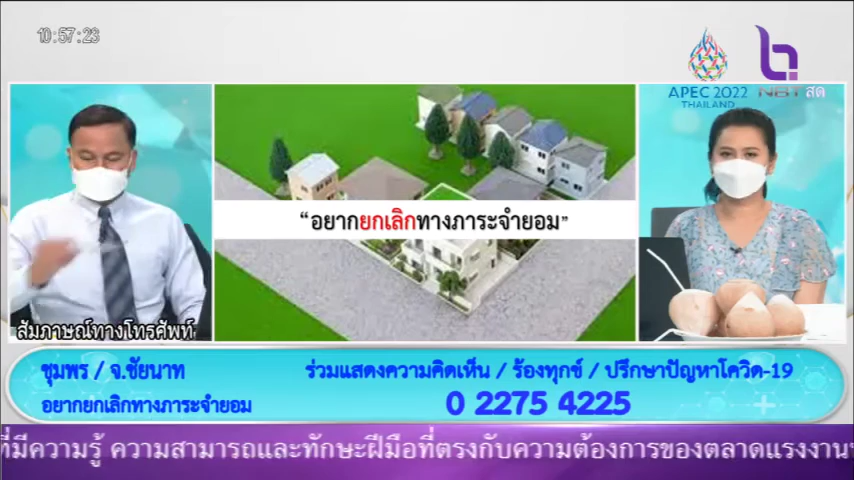 10:57:23
APEC 2022
THAILAND
NBT สด
“อยากยกเลิกทางภาระจำยอม”
สัมภาษณ์ทางโทรศัพท์
ชุมพร / จ.ชัยนาท
ร่วมแสดงความคิดเห็น / ร้องทุกข์ / ปรึกษาปัญหาโควิด-19
อยากยกเลิกทางภาระจำยอม
0 2275 4225
ที่มีความรู้ ความสามารถและทักษะฝีมือที่ตรงกับความต้องการของตลาดแรงงาน